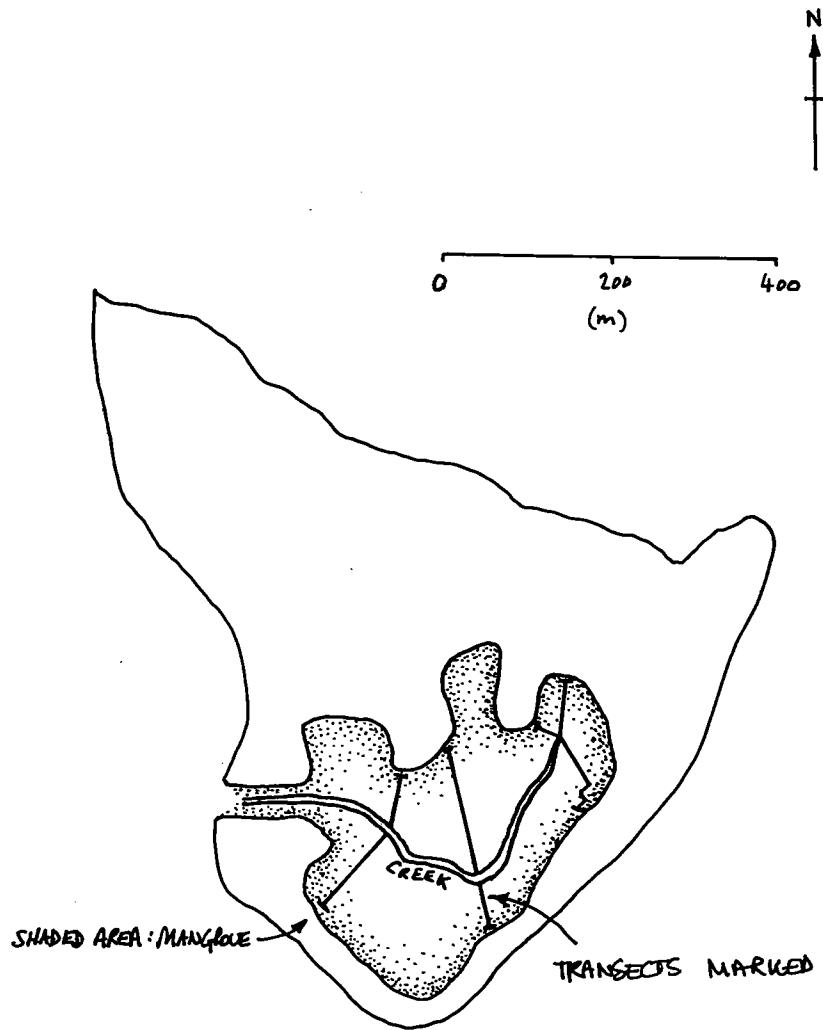 N
0 200 400
(m)
CREEK
SHADED AREA: MANGROVE
TRANSECTS MARKED